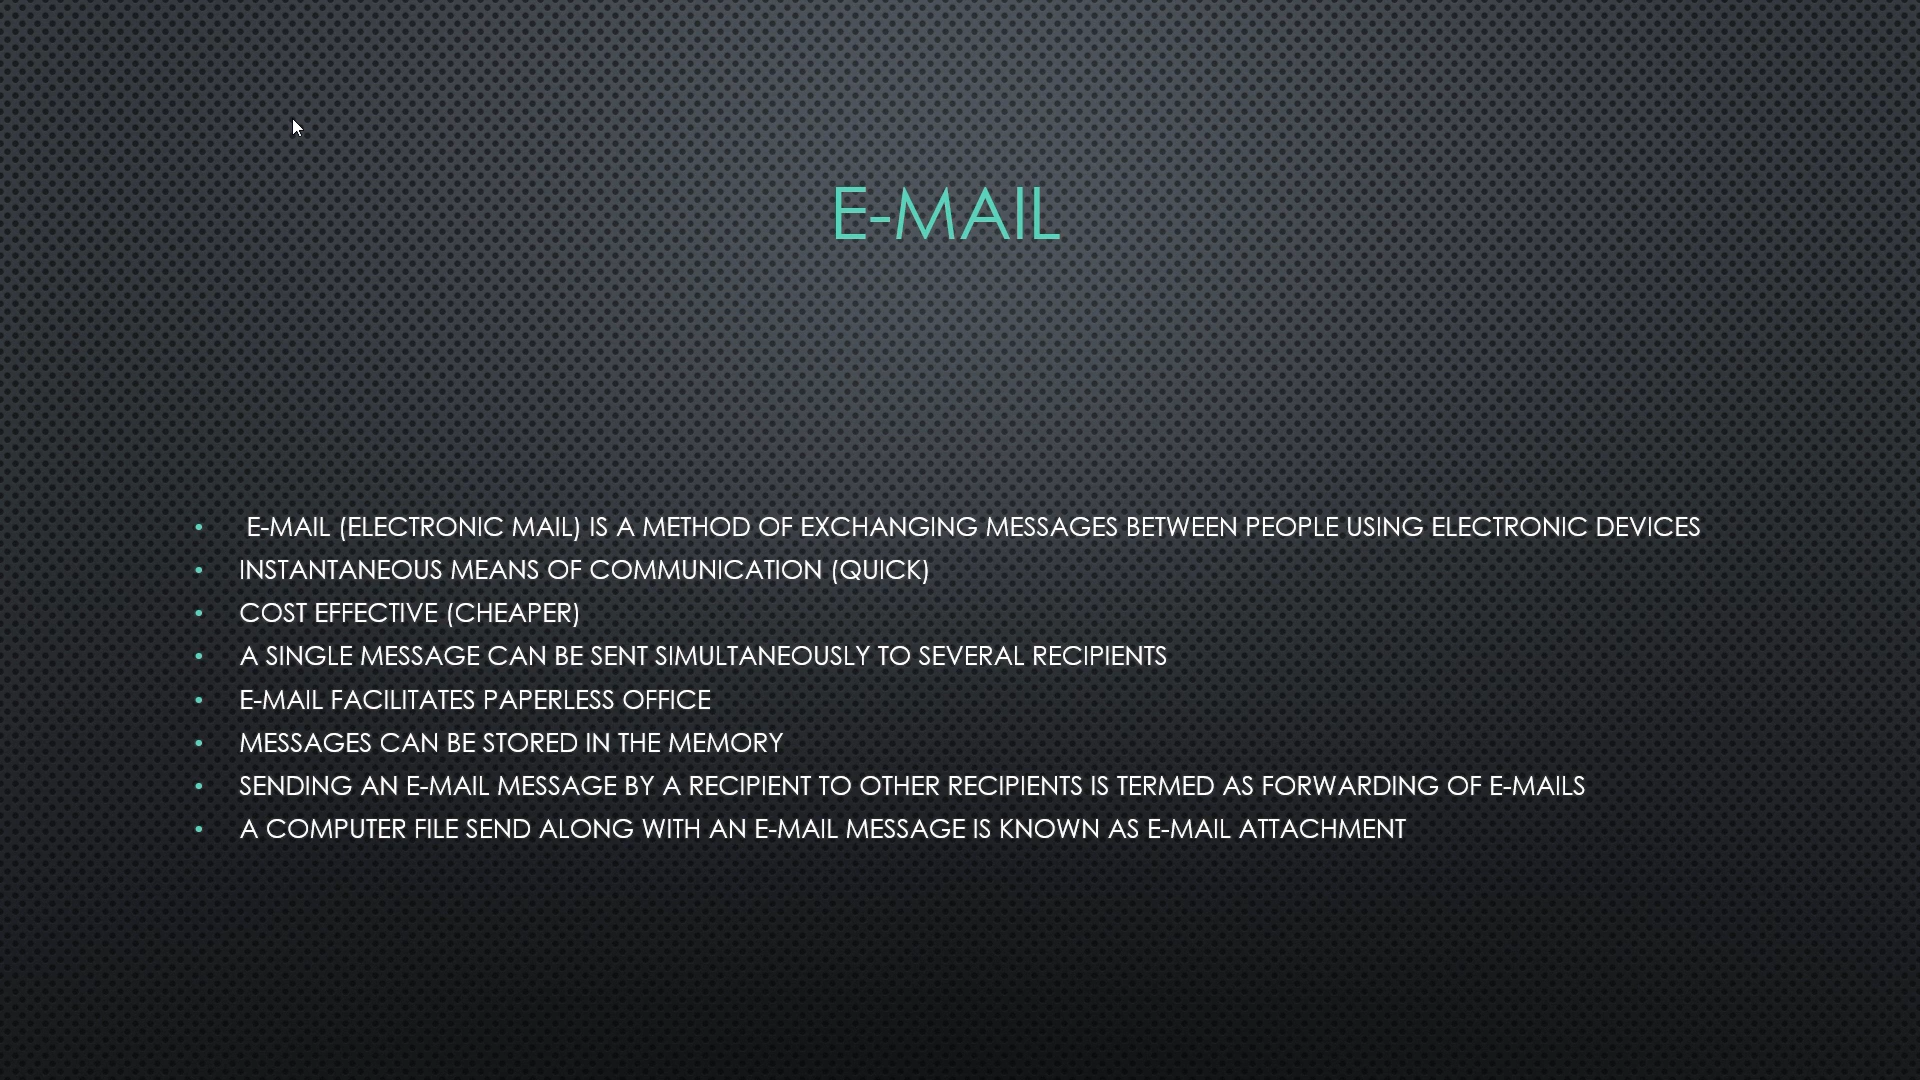 E-MAIL
• E-MAIL (ELECTRONIC MAIL) IS A METHOD OF EXCHANGING MESSAGES BETWEEN PEOPLE USING ELECTRONIC DEVICES
• INSTANTANEOUS MEANS OF COMMUNICATION (QUICK)
• COST EFFECTIVE (CHEAPER)
• A SINGLE MESSAGE CAN BE SENT SIMULTANEOUSLY TO SEVERAL RECIPIENTS
• E-MAIL FACILITATES PAPERLESS OFFICE
• MESSAGES CAN BE STORED IN THE MEMORY
• SENDING AN E-MAIL MESSAGE BY A RECIPIENT TO OTHER RECIPIENTS IS TERMED AS FORWARDING OF E-MAILS
• A COMPUTER FILE SEND ALONG WITH AN E-MAIL MESSAGE IS KNOWN AS E-MAIL ATTACHMENT